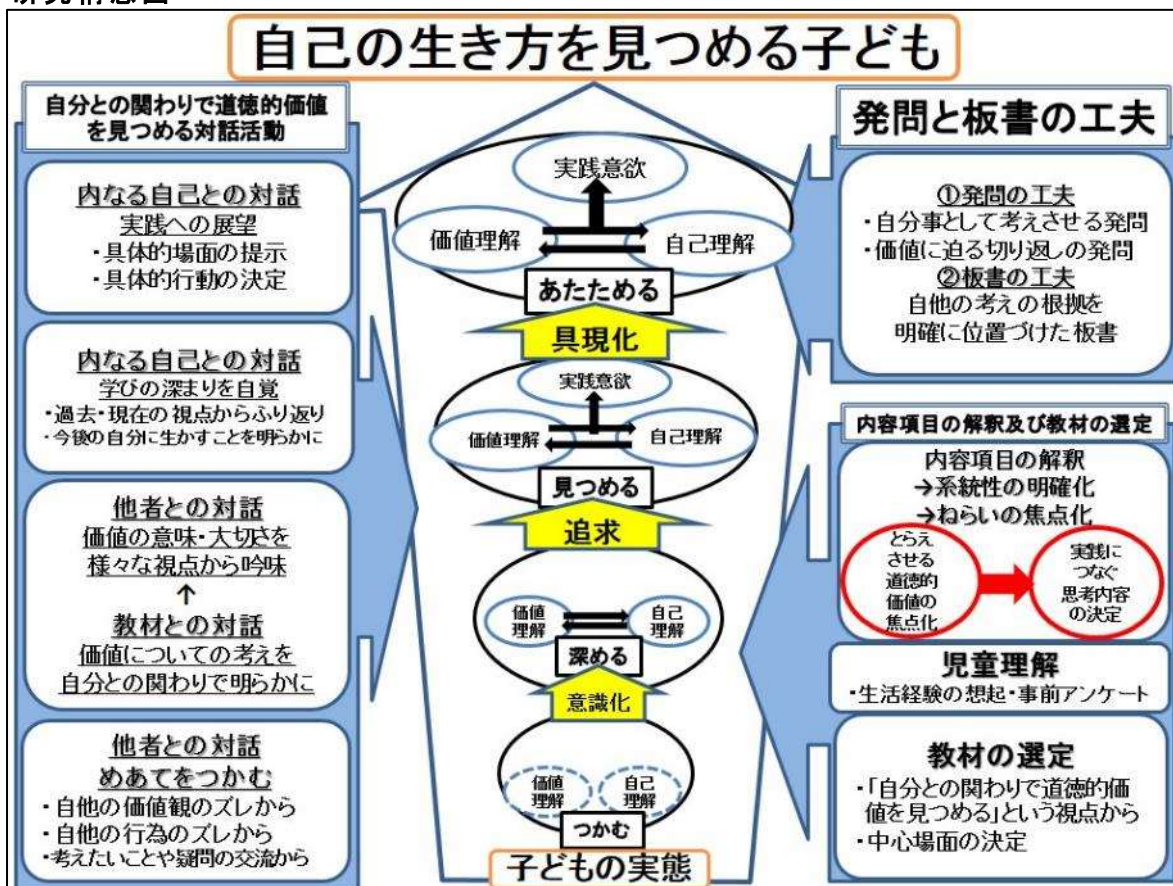 自己の生き方を見つめる子ども
自分との関わりで道徳的価値
を見つめる対話活動
内なる自己との対話
実践への展望
・具体的場面の提示
・具体的行動の決定
内なる自己との対話
学びの深まりを自覚
・過去・現在の視点からふり返り
・今後の自分に生かすことを明らかに
他者との対話
価値の意味・大切さを
様々な視点から吟味
↑
教材との対話
価値についての考えを
自分との関わりで明らかに
他者との対話
めあてをつかむ
・自他の価値観のズレから
・自他の行為のズレから
・考えたいことや疑問の交流から
実践意欲
価値理解
自己理解
あたためる
具現化
実践意欲
価値理解
自己理解
見つめる
追求
価値
理解
自己
理解
深める
意識化
価値
理解
自己
理解
つかむ
子どもの実態
発問と板書の工夫
①発問の工夫
・自分事として考えさせる発問
・価値に迫る切り返しの発問
②板書の工夫
自他の考えの根拠を
明確に位置づけた板書
内容項目の解釈及び教材の選定
内容項目の解釈
→系統性の明確化
→ねらいの焦点化
とらえ
させる
道徳的
価値の
焦点化
実践に
つなぐ
思考内容
の決定
児童理解
・生活経験の想起・事前アンケート
教材の選定
・「自分との関わりで道徳的価
値を見つめる」という視点から
・中心場面の決定